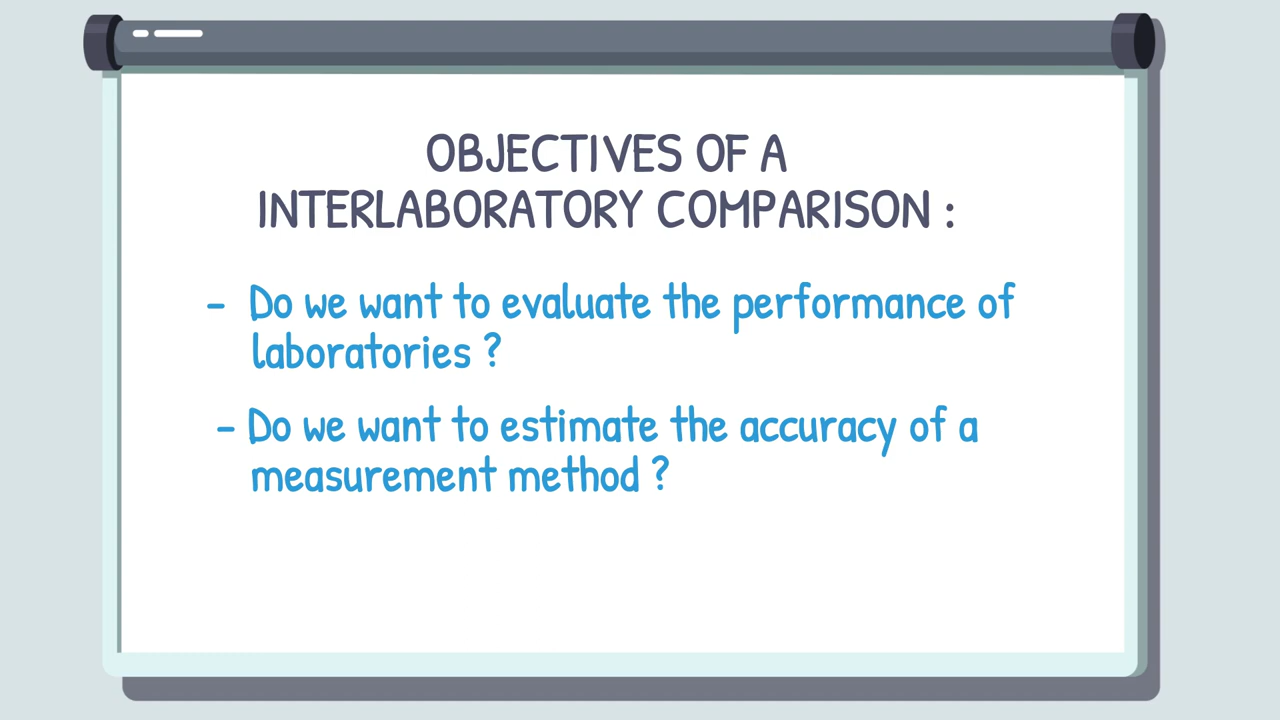 OBJECTIVES OF A
INTERLABORATORY COMPARISON :
- Do we want to evaluate the performance of
laboratories ?
- Do we want to estimate the accuracy of a
measurement method ?